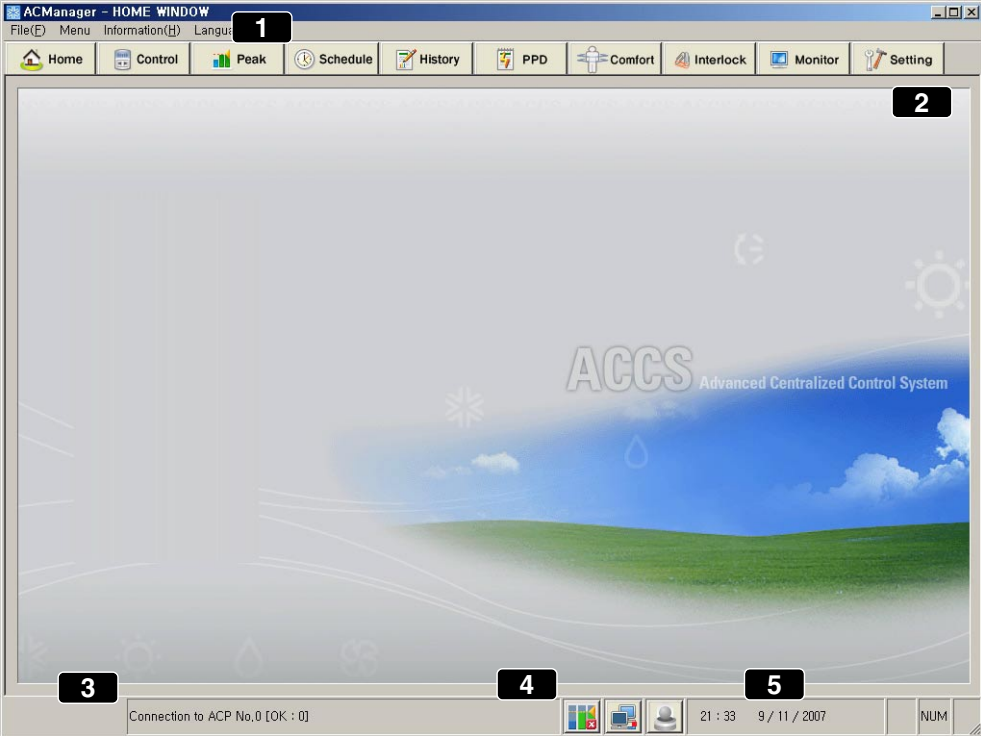 ACManager - HOME WINDOW
File(F) Menu Information(H)
1
Home Control Peak Schedule History PPD Comfort Interlock Monitor Setting
2
ACCS Advanced Centralized Control System
3 4 5
Connection to ACP No,0 [OK : 0] 21 : 33 9 / 11 / 2007 NUM